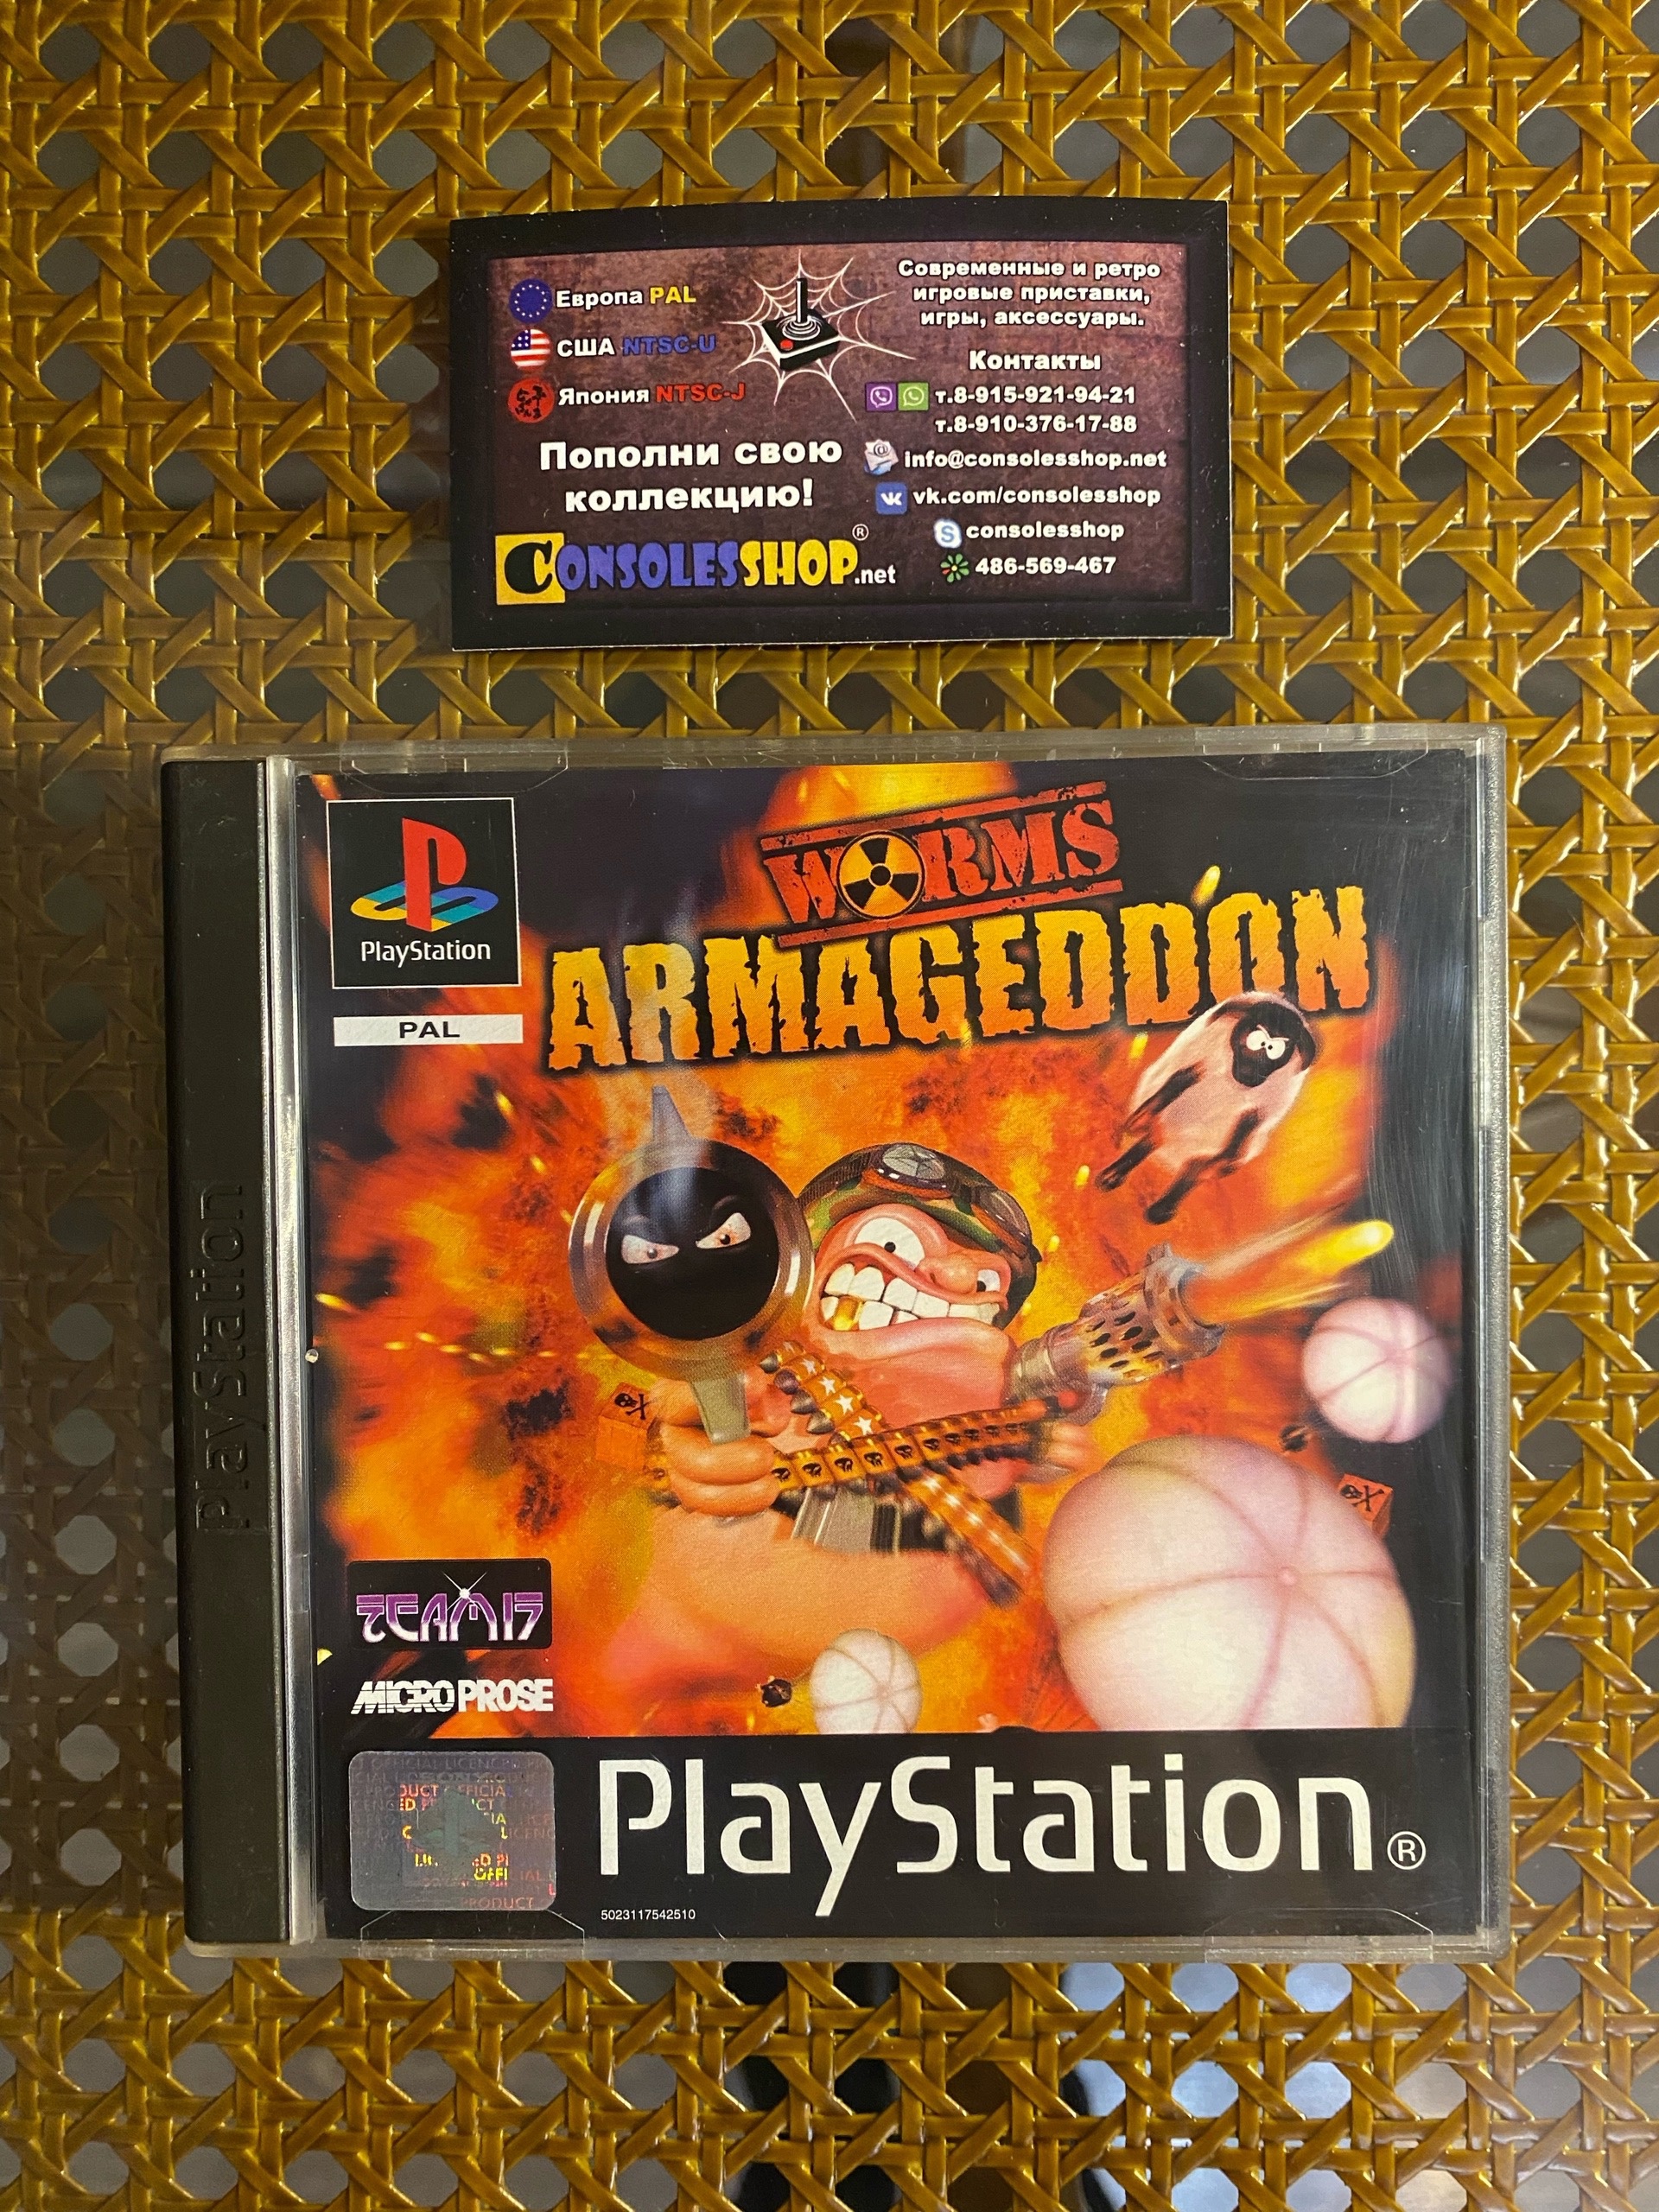 Европа PAL
США NTSC-U
Япония NTSC-J
Пополни свою
коллекцию!
CONSOLESSHOP.net
®
Современные и ретро
игровые приставки,
игры, аксессуары.
Контакты
т.8-915-921-94-21
т.8-910-376-17-88
info@consolesshop.net
vk.com/consolesshop
consolesshop
486-569-467
PlayStation
PlayStation
PAL
WORMS
ARMAGEDDON
TEAM17
MICROPROSE
PlayStation®
5023117542510